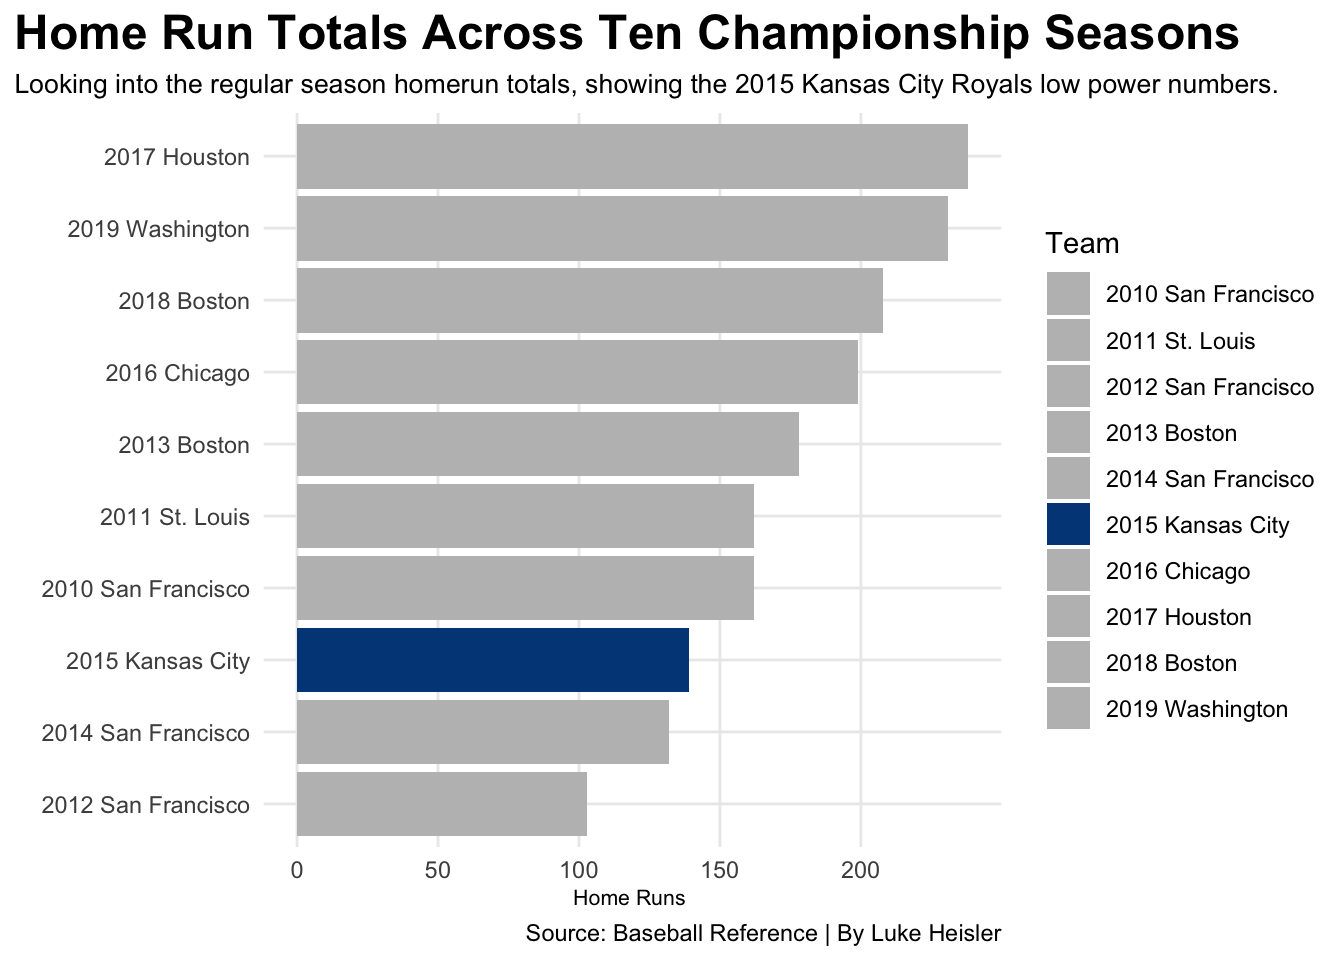 Home Run Totals Across Ten Championship Seasons
Looking into the regular season homerun totals, showing the 2015 Kansas City Royals low power numbers.
2017 Houston
2019 Washington
2018 Boston
2016 Chicago
2013 Boston
2011 St. Louis
2010 San Francisco
2015 Kansas City
2014 San Francisco
2012 San Francisco
0 50 100 150 200
Home Runs
Team
2010 San Francisco
2011 St. Louis
2012 San Francisco
2013 Boston
2014 San Francisco
2015 Kansas City
2016 Chicago
2017 Houston
2018 Boston
2019 Washington
Source: Baseball Reference | By Luke Heisler